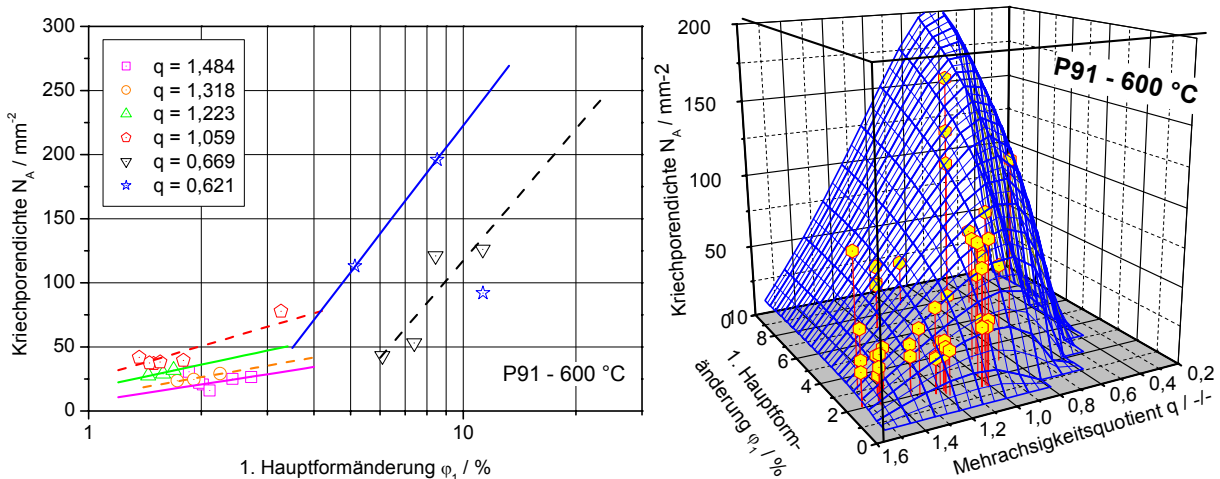 300
250
200
150
100
50
0
Kriechporendichte N_A / mm^-2
q = 1,484
q = 1,318
q = 1,223
q = 1,059
q = 0,669
q = 0,621
P91 - 600 °C
1
10
1. Hauptformänderung φ_1 / %
200
150
100
50
0
Kriechporendichte N_A / mm-2
P91 - 600 °C
10
8
6
4
2
0
1. Hauptform-
änderung φ_1 / %
1,6
1,4
1,2
1,0
0,8
0,6
0,4
0,2
Mehrachsigkeitsquotient q / -/-